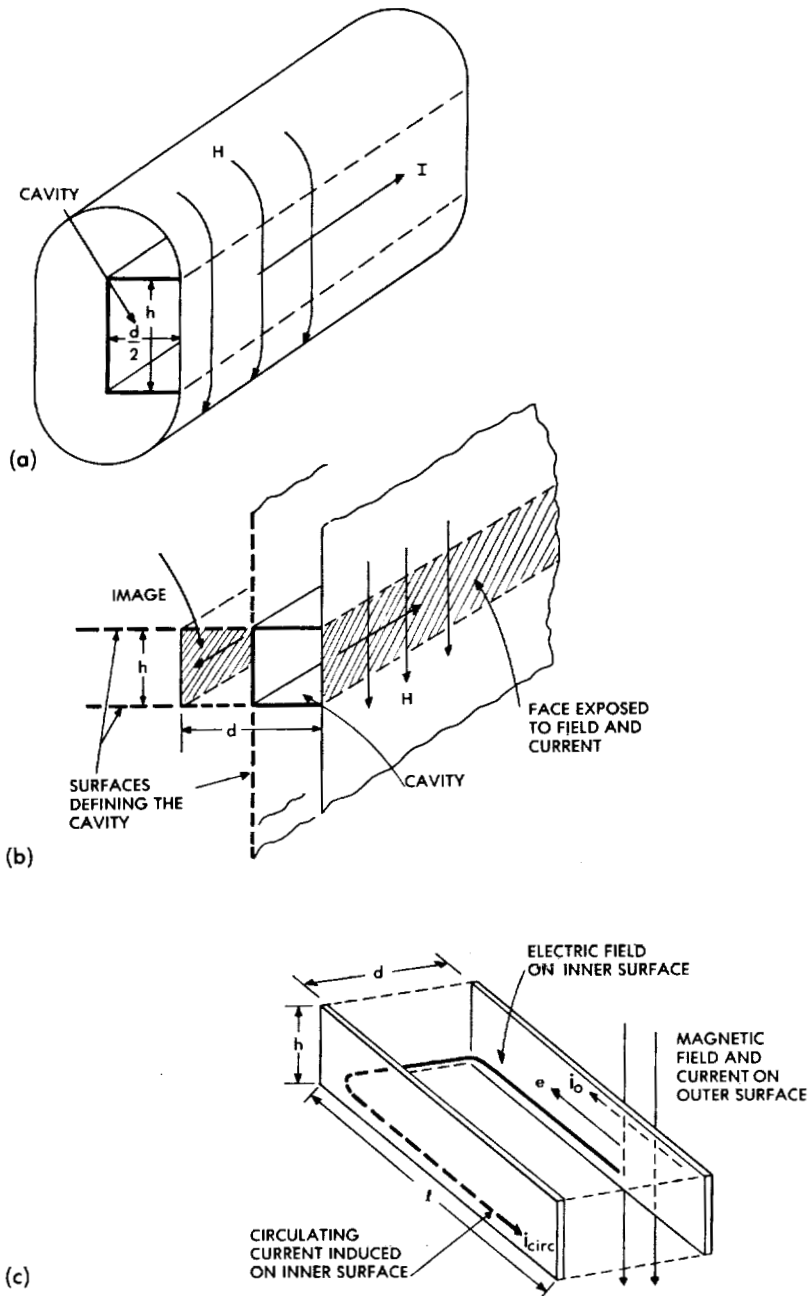 H
I
CAVITY
h
d
2
(a)
IMAGE
h
d
H
FACE EXPOSED
TO FIELD AND
CURRENT
CAVITY
SURFACES
DEFINING THE
CAVITY
(b)
ELECTRIC FIELD
ON INNER SURFACE
d
MAGNETIC
FIELD AND
CURRENT ON
OUTER SURFACE
h
e
io
ℓ
icirc
CIRCULATING
CURRENT INDUCED
ON INNER SURFACE
(c)